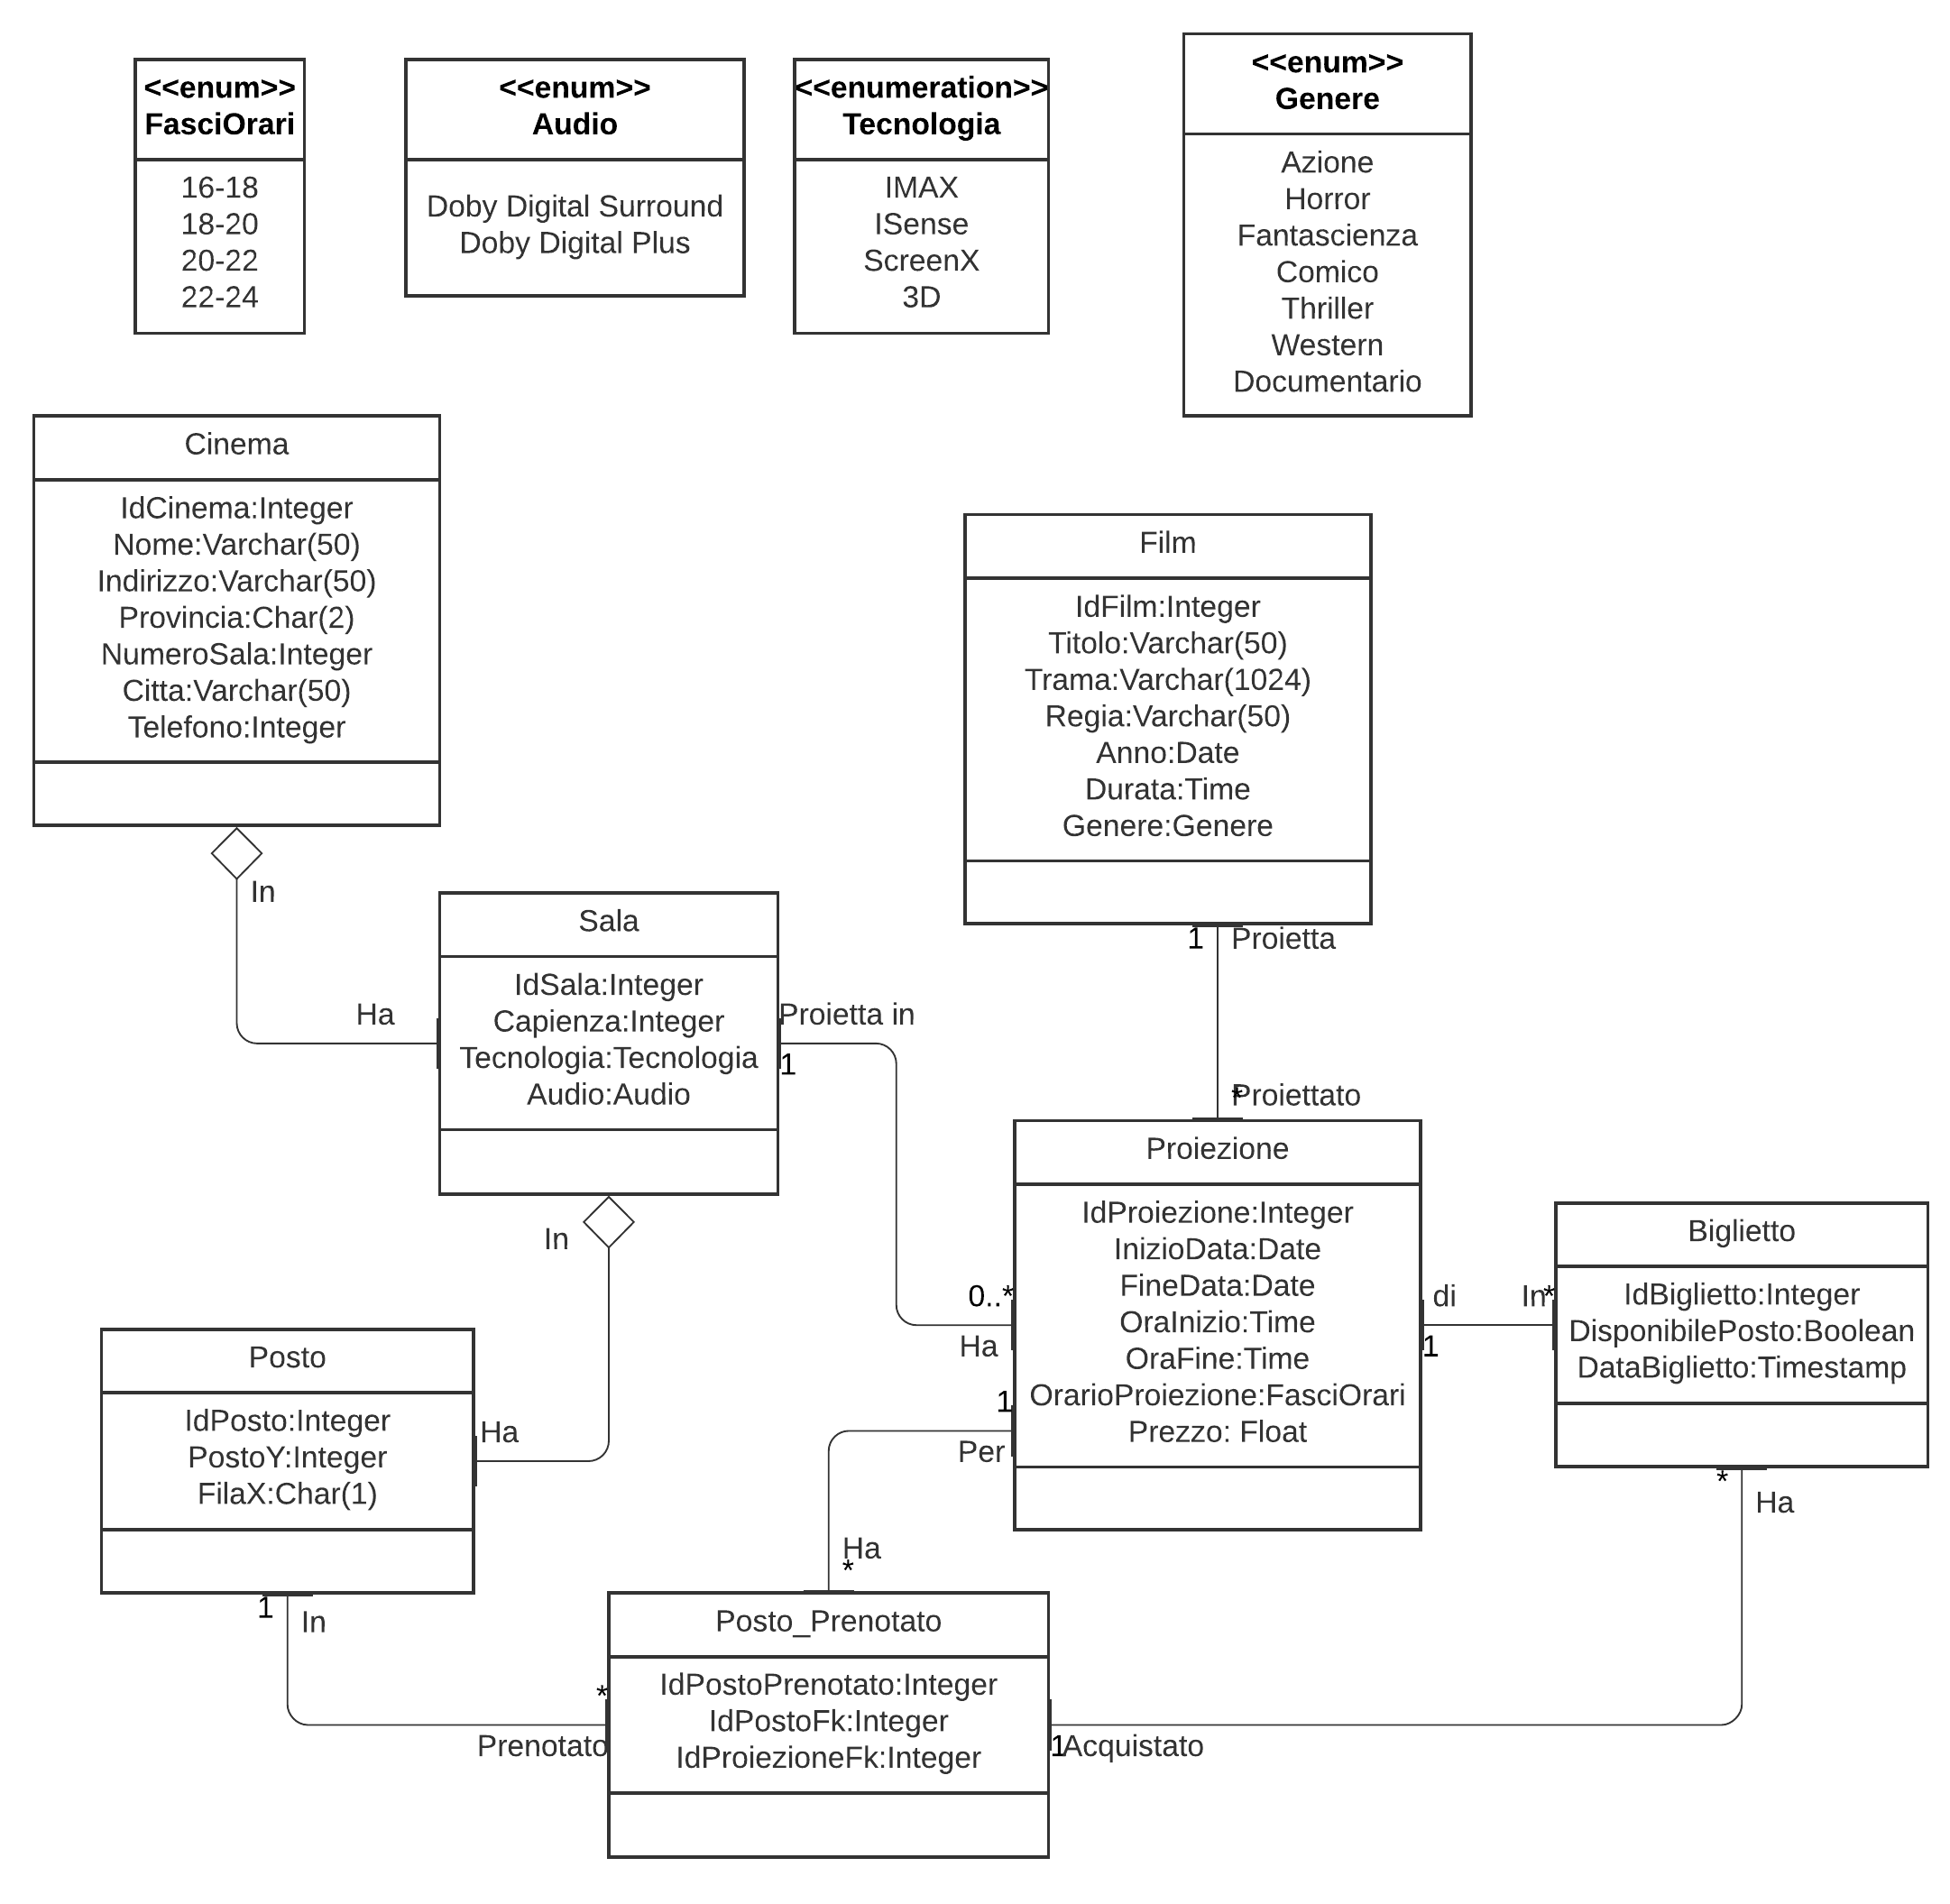 <<enum>>
FasciOrari
16-18
18-20
20-22
22-24
<<enum>>
Audio
Doby Digital Surround
Doby Digital Plus
<<enumeration>>
Tecnologia
IMAX
ISense
ScreenX
3D
<<enum>>
Genere
Azione
Horror
Fantascienza
Comico
Thriller
Western
Documentario
Cinema
IdCinema:Integer
Nome:Varchar(50)
Indirizzo:Varchar(50)
Provincia:Char(2)
NumeroSala:Integer
Citta:Varchar(50)
Telefono:Integer
In
Ha
Film
IdFilm:Integer
Titolo:Varchar(50)
Trama:Varchar(1024)
Regia:Varchar(50)
Anno:Date
Durata:Time
Genere:Genere
1
Proietta
*
Proiettato
Sala
IdSala:Integer
Capienza:Integer
Tecnologia:Tecnologia
Audio:Audio
Proietta in
1
0..*
Ha
In
Ha
Proiezione
IdProiezione:Integer
InizioData:Date
FineData:Date
OraInizio:Time
OraFine:Time
OrarioProiezione:FasciOrari
Prezzo: Float
di
1
In
*
Biglietto
IdBiglietto:Integer
DisponibilePosto:Boolean
DataBiglietto:Timestamp
*
Ha
Posto
IdPosto:Integer
PostoY:Integer
FilaX:Char(1)
1
In
*
Prenotato
1
Per
Ha
*
Posto_Prenotato
IdPostoPrenotato:Integer
IdPostoFk:Integer
IdProiezioneFk:Integer
1
Acquistato